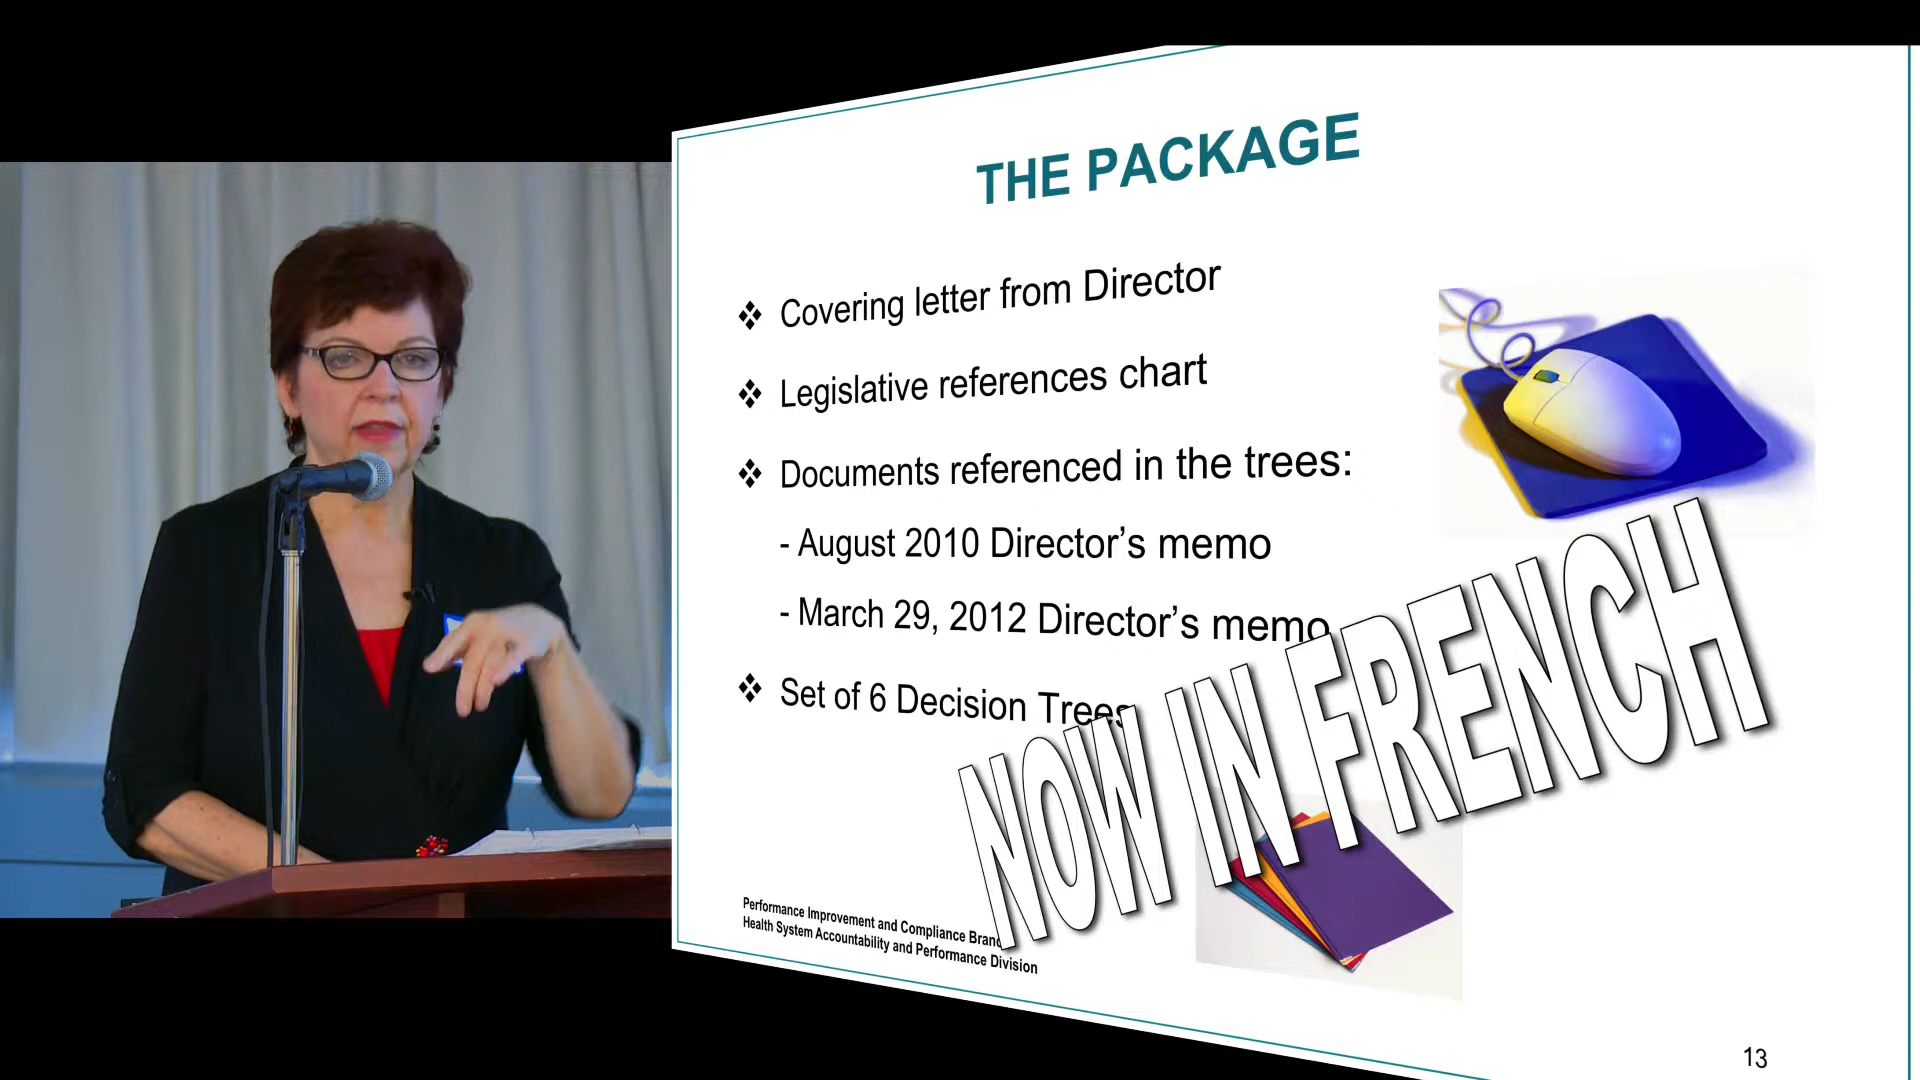 THE PACKAGE
Covering letter from Director
Legislative references chart
Documents referenced in the trees:
- August 2010 Director’s memo
- March 29, 2012 Director’s memo
Set of 6 Decision Trees
NOW IN FRENCH
Performance Improvement and Compliance Branch
Health System Accountability and Performance Division
13